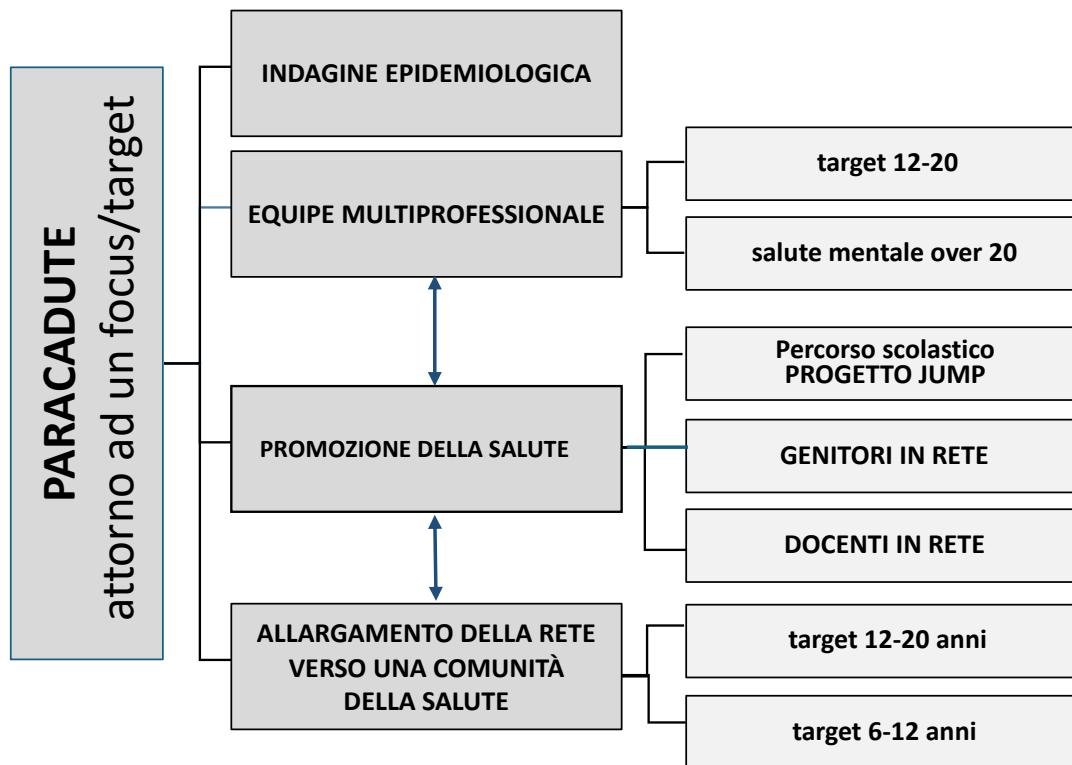 PARACADUTE
attorno ad un focus/target
INDAGINE EPIDEMIOLOGICA
EQUIPE MULTIPROFESSIONALE
target 12-20
salute mentale over 20
PROMOZIONE DELLA SALUTE
Percorso scolastico
PROGETTO JUMP
GENITORI IN RETE
DOCENTI IN RETE
ALLARGAMENTO DELLA RETE
VERSO UNA COMUNITÀ
DELLA SALUTE
target 12-20 anni
target 6-12 anni